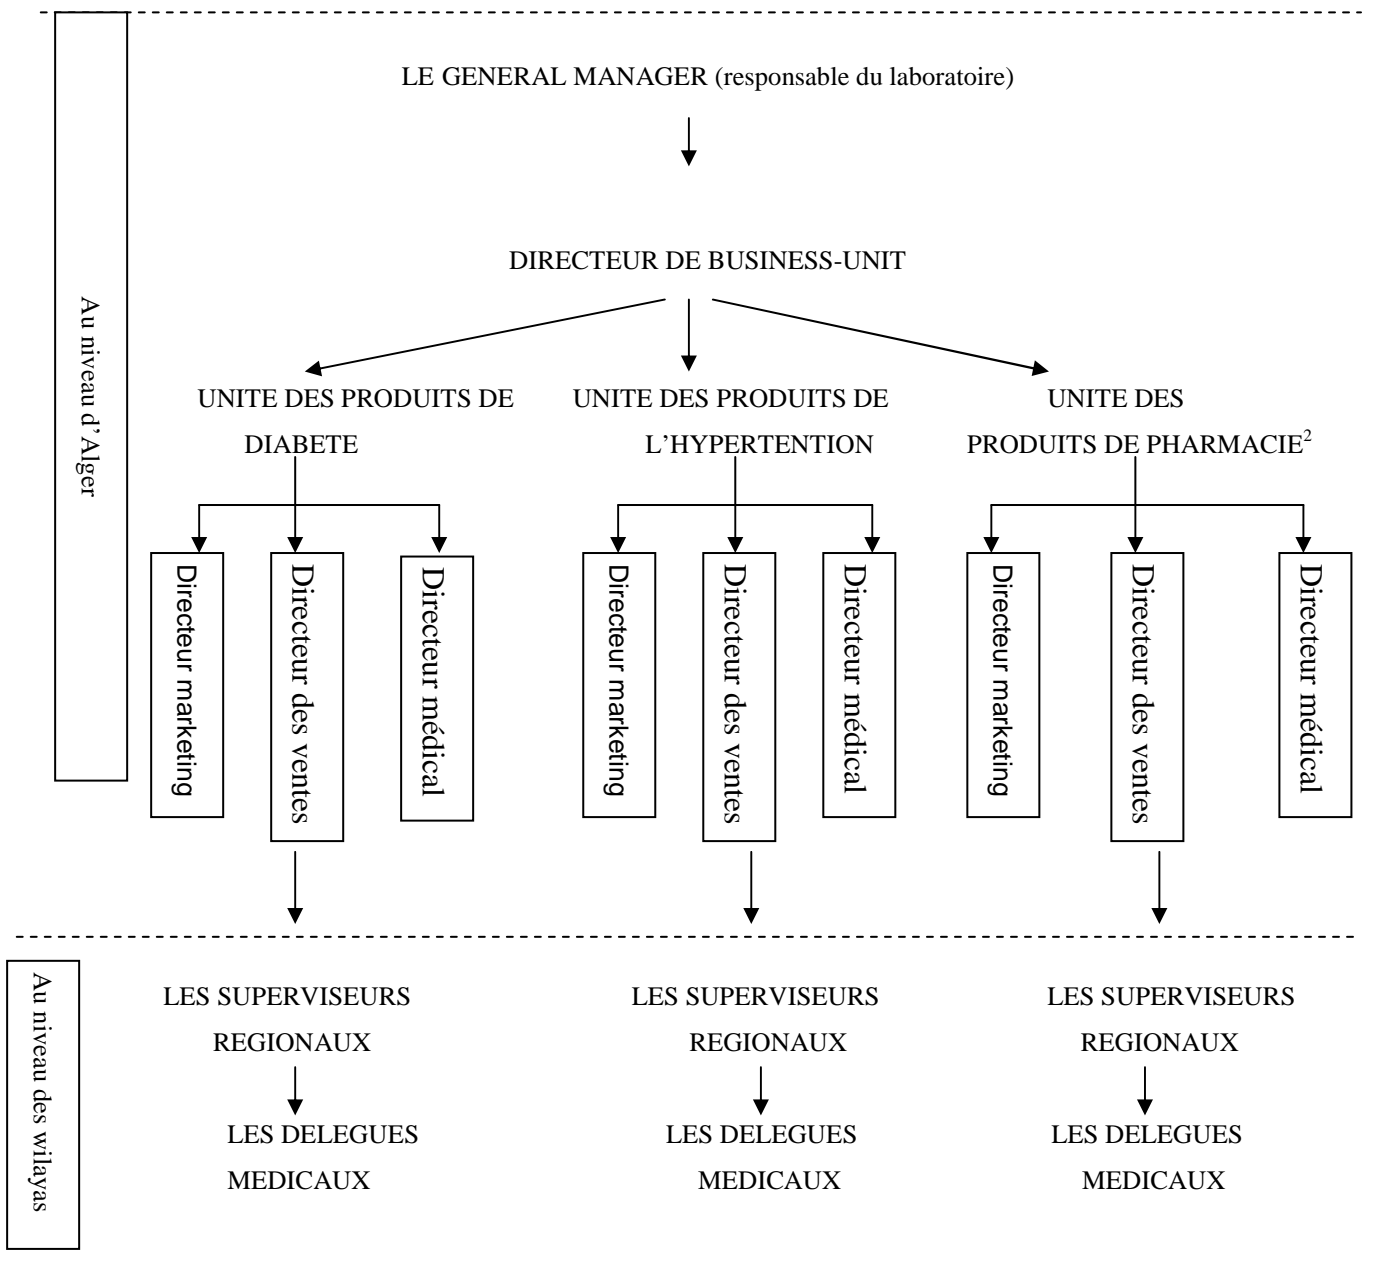 LE GENERAL MANAGER (responsable du laboratoire)
DIRECTEUR DE BUSINESS-UNIT
Au niveau d'Alger
UNITE DES PRODUITS DE
DIABETE
UNITE DES PRODUITS DE
L'HYPERTENTION
UNITE DES
PRODUITS DE PHARMACIE²
Directeur marketing
Directeur des ventes
Directeur médical
Directeur marketing
Directeur des ventes
Directeur médical
Directeur marketing
Directeur des ventes
Directeur médical
Au niveau des wilayas
LES SUPERVISEURS
REGIONAUX
LES DELEGUES
MEDICAUX
LES SUPERVISEURS
REGIONAUX
LES DELEGUES
MEDICAUX
LES SUPERVISEURS
REGIONAUX
LES DELEGUES
MEDICAUX